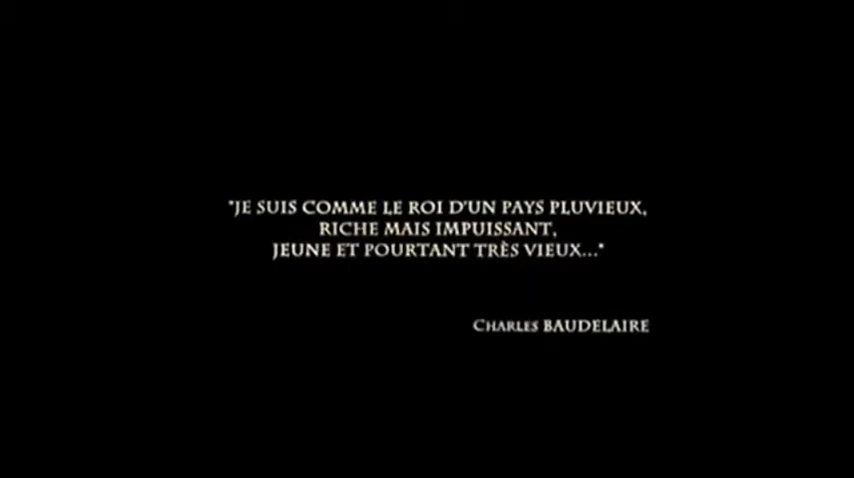 "JE SUIS COMME LE ROI D'UN PAYS PLUVIEUX,
RICHE MAIS IMPUISSANT,
JEUNE ET POURTANT TRÈS VIEUX..."
CHARLES BAUDELAIRE